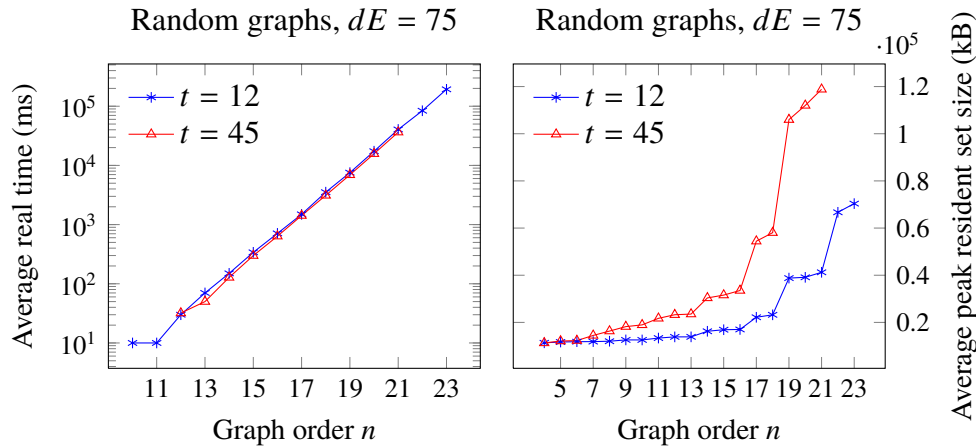 Random graphs, dE = 75
Average real time (ms)
10^5
10^4
10^3
10^2
10^1
t = 12
t = 45
11 13 15 17 19 21 23
Graph order n
Random graphs, dE = 75
·10^5
t = 12
t = 45
1.2
1
0.8
0.6
0.4
0.2
Average peak resident set size (kB)
5 7 9 11 13 15 17 19 21 23
Graph order n